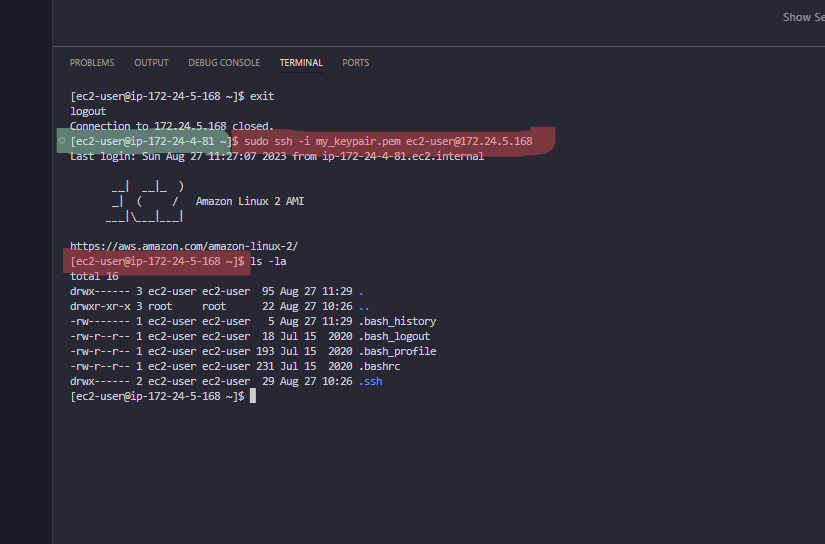 Show Se
PROBLEMS OUTPUT DEBUG CONSOLE TERMINAL PORTS
[ec2-user@ip-172-24-5-168 ~]$ exit
logout
Connection to 172.24.5.168 closed.
[ec2-user@ip-172-24-4-81 ~]$ sudo ssh -i my_keypair.pem ec2-user@172.24.5.168
Last login: Sun Aug 27 11:27:07 2023 from ip-172-24-4-81.ec2.internal
       __|  __|_  )
       _|  (     /   Amazon Linux 2 AMI
      ___|\___|___|
https://aws.amazon.com/amazon-linux-2/
[ec2-user@ip-172-24-5-168 ~]$ ls -la
total 16
drwx------ 3 ec2-user ec2-user  95 Aug 27 11:29 .
drwxr-xr-x 3 root     root      22 Aug 27 10:26 ..
-rw------- 1 ec2-user ec2-user   5 Aug 27 11:29 .bash_history
-rw-r--r-- 1 ec2-user ec2-user  18 Jul 15  2020 .bash_logout
-rw-r--r-- 1 ec2-user ec2-user 193 Jul 15  2020 .bash_profile
-rw-r--r-- 1 ec2-user ec2-user 231 Jul 15  2020 .bashrc
drwx------ 2 ec2-user ec2-user  29 Aug 27 10:26 .ssh
[ec2-user@ip-172-24-5-168 ~]$